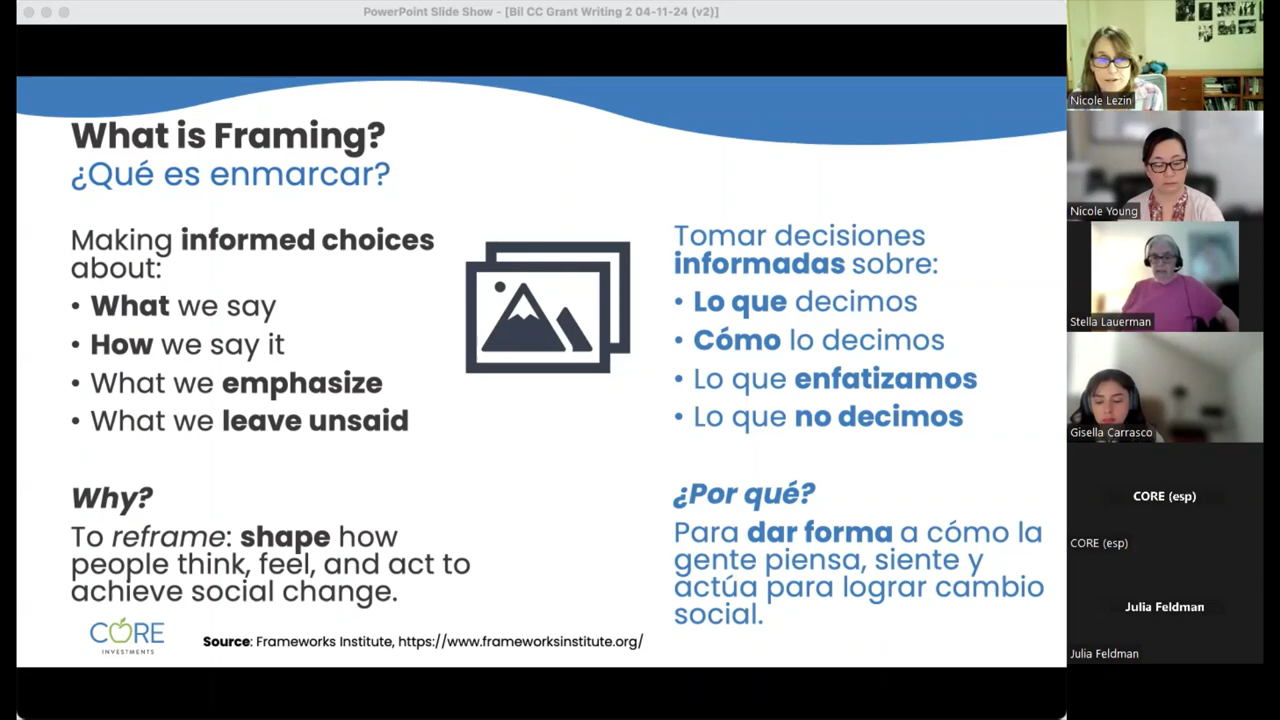 PowerPoint Slide Show - [Bil CC Grant Writing 2 04-11-24 (v2)]
What is Framing?
¿Qué es enmarcar?
Making informed choices
about:
• What we say
• How we say it
• What we emphasize
• What we leave unsaid
Why?
To reframe: shape how
people think, feel, and act to
achieve social change.
Tomar decisiones
informadas sobre:
• Lo que decimos
• Cómo lo decimos
• Lo que enfatizamos
• Lo que no decimos
¿Por qué?
Para dar forma a cómo la
gente piensa, siente y
actúa para lograr cambio
social.
CORE
INVESTMENTS
Source: Frameworks Institute, https://www.frameworksinstitute.org/
Nicole Lezin
Nicole Young
Stella Lauerman
Gisella Carrasco
CORE (esp)
CORE (esp)
Julia Feldman
Julia Feldman